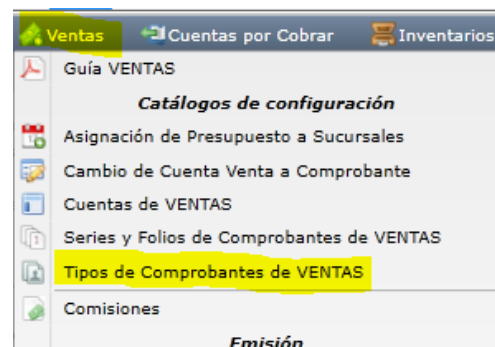 Ventas Cuentas por Cobrar Inventarios
Guía VENTAS
Catálogos de configuración
Asignación de Presupuesto a Sucursales
Cambio de Cuenta Venta a Comprobante
Cuentas de VENTAS
Series y Folios de Comprobantes de VENTAS
Tipos de Comprobantes de VENTAS
Comisiones
Emisión